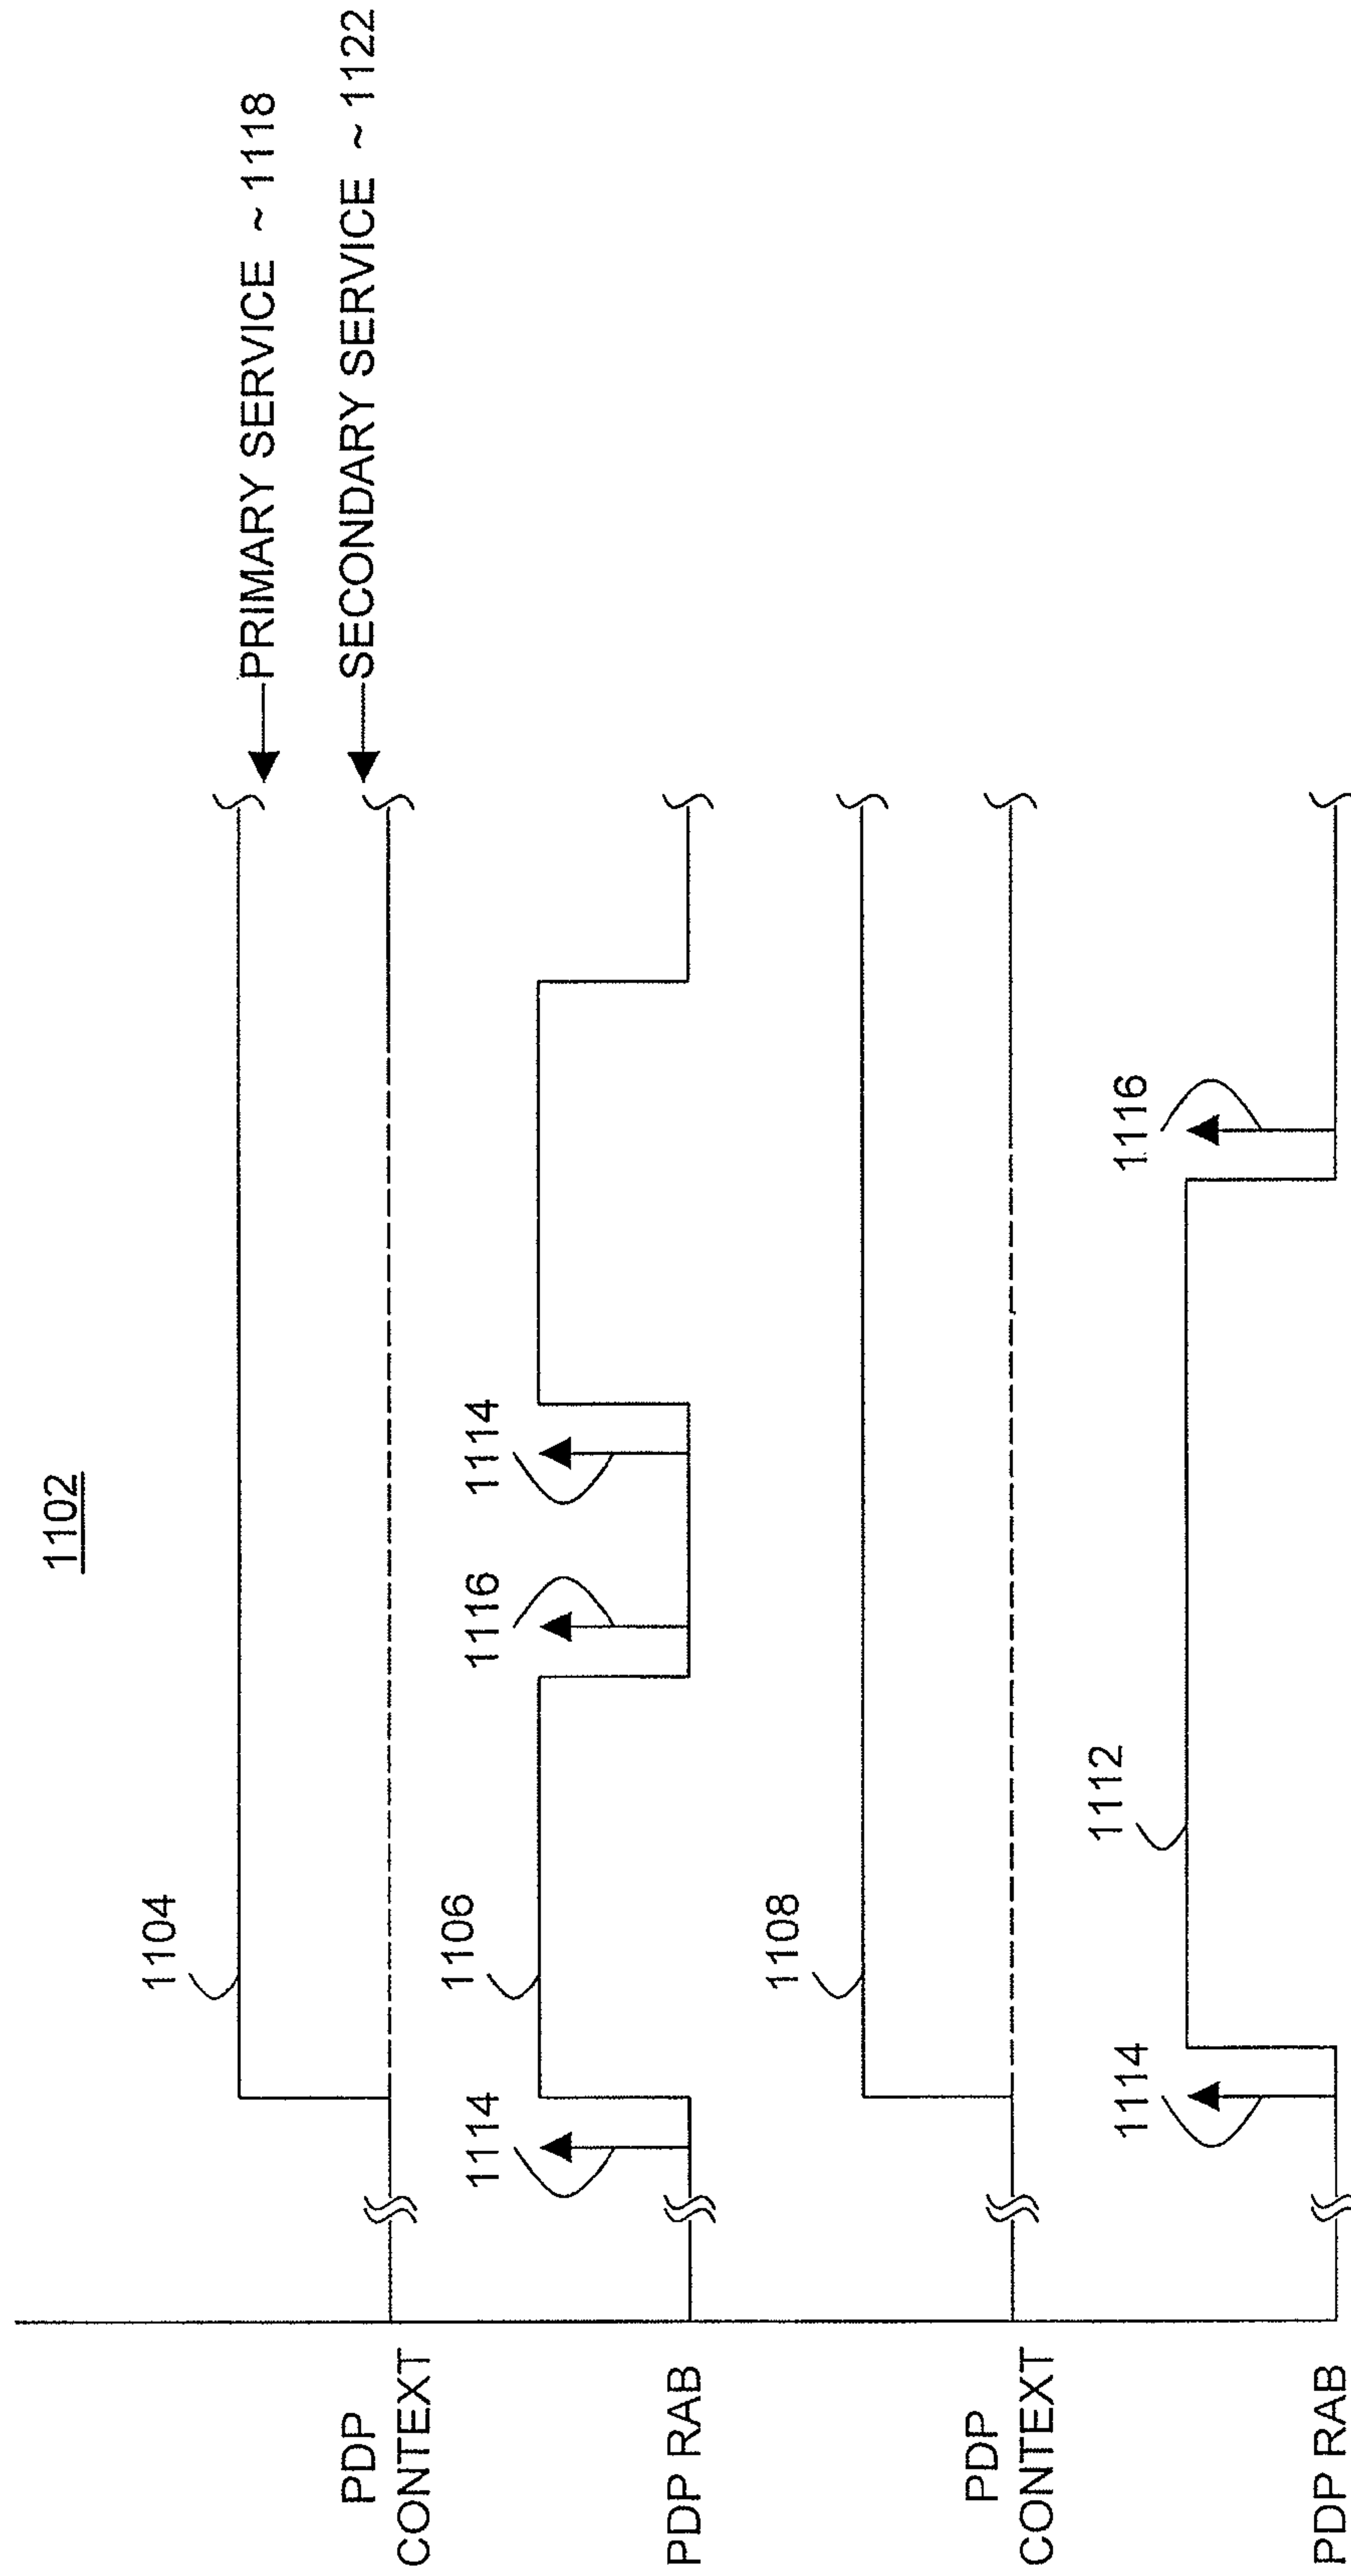 1102
PRIMARY SERVICE ~ 1118
SECONDARY SERVICE ~ 1122
1104
PDP
CONTEXT
1114
1106
1116
1114
PDP RAB
1108
PDP
CONTEXT
1114
1112
1116
PDP RAB